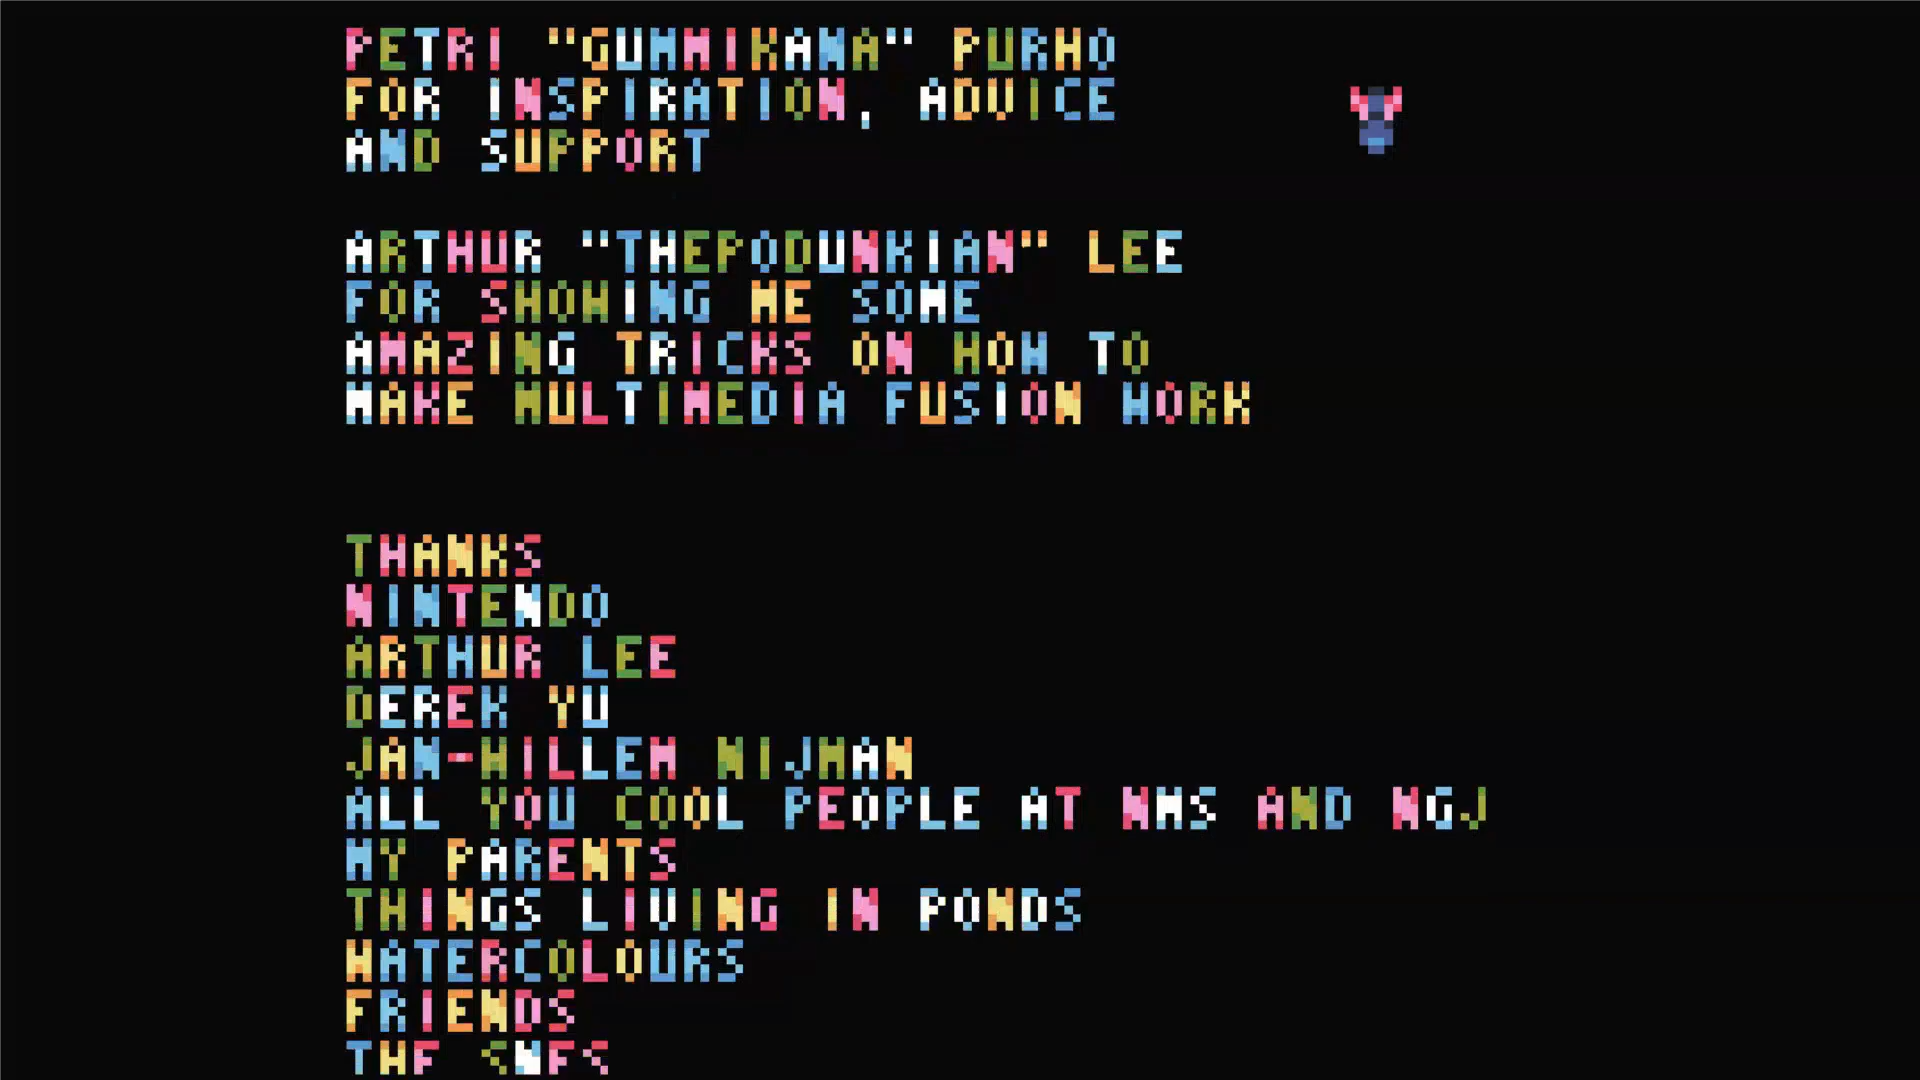 PETRI "GUMMIKANA" PURHO
FOR INSPIRATION, ADVICE
AND SUPPORT
ARTHUR "THEPODUNKIAN" LEE
FOR SHOWING ME SOME
AMAZING TRICKS ON HOW TO
MAKE MULTIMEDIA FUSION WORK
THANKS
NINTENDO
ARTHUR LEE
DEREK YU
JAN-WILLEM NIJMAN
ALL YOU COOL PEOPLE AT NMS AND NGJ
MY PARENTS
THINGS LIVING IN PONDS
WATERCOLOURS
FRIENDS
THE SNES